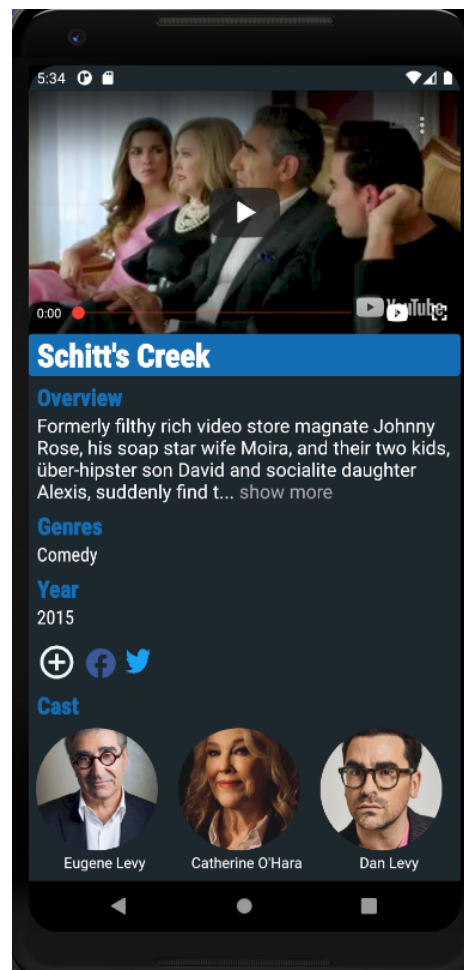 5:34
0:00
YouTube
Schitt's Creek
Overview
Formerly filthy rich video store magnate Johnny
Rose, his soap star wife Moira, and their two kids,
über-hipster son David and socialite daughter
Alexis, suddenly find t... show more
Genres
Comedy
Year
2015
Cast
Eugene Levy
Catherine O'Hara
Dan Levy